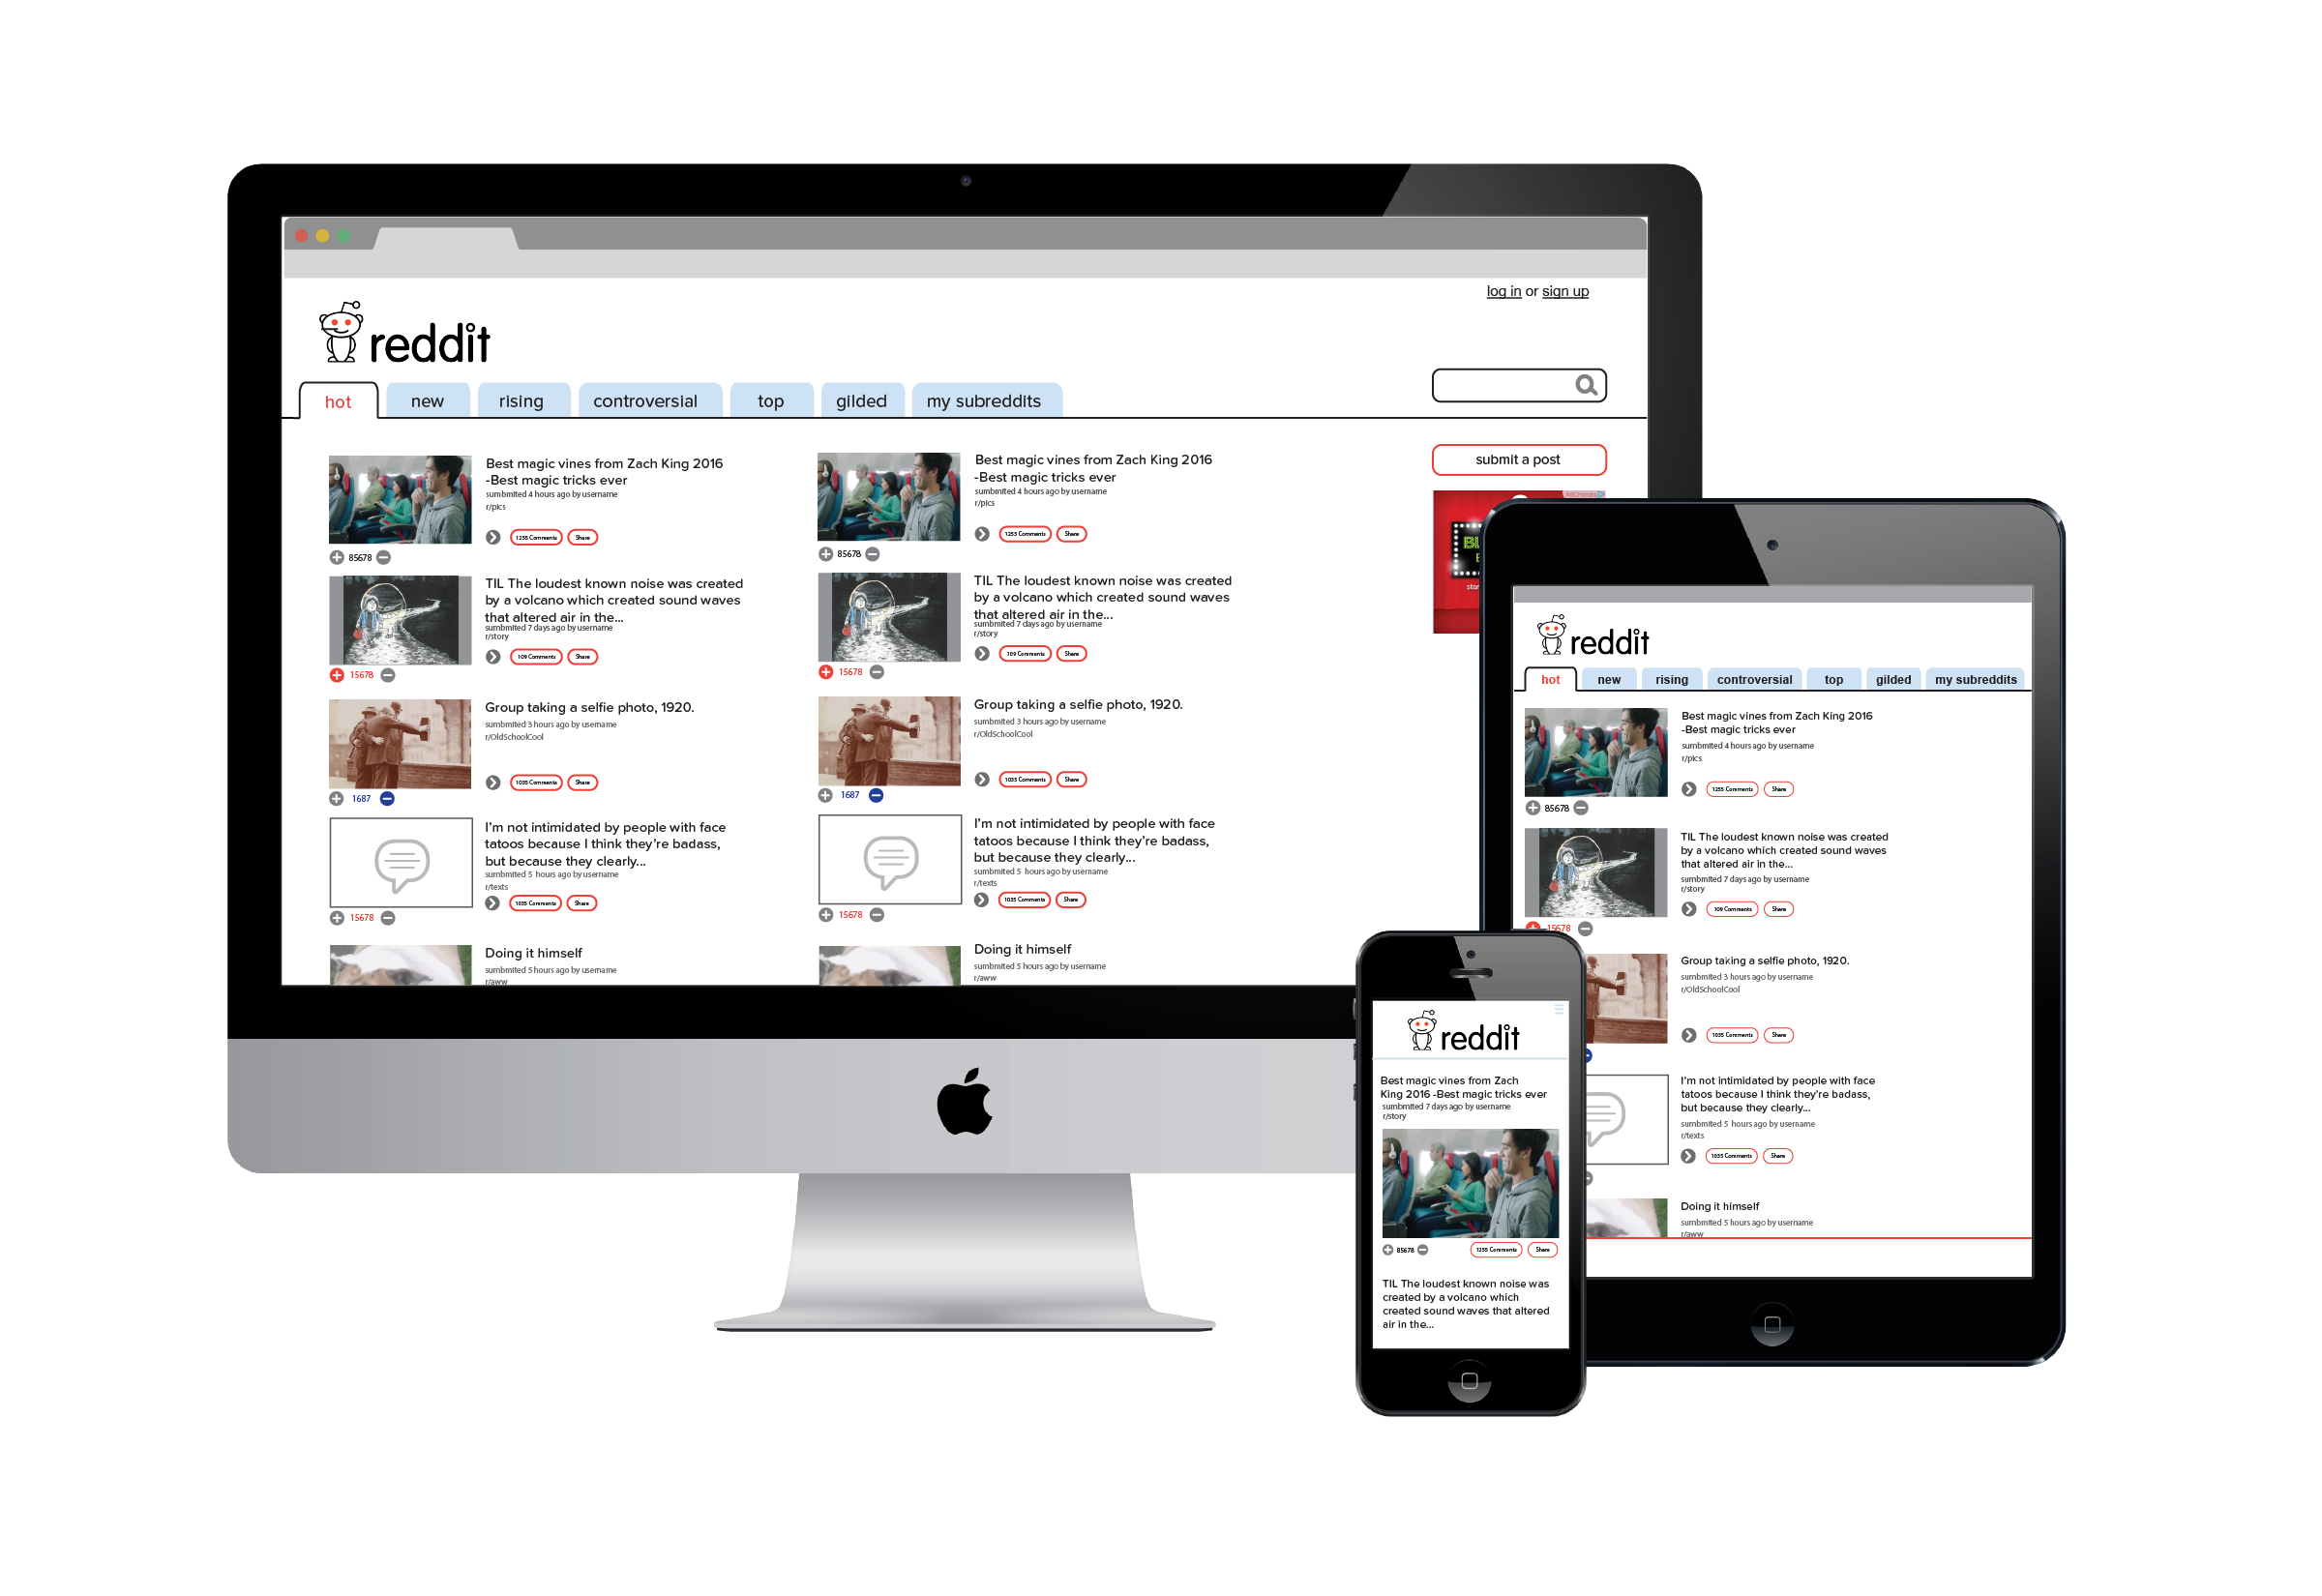 log in or sign up
reddit
hot
new
rising
controversial
top
gilded
my subreddits
Best magic vines from Zach King 2016
-Best magic tricks ever
sumbmited 4 hours ago by username
r/pics
1255 Comments
Share
85678
TIL The loudest known noise was created
by a volcano which created sound waves
that altered air in the...
sumbmited 7 days ago by username
r/story
109 Comments
Share
15678
Group taking a selfie photo, 1920.
sumbmited 3 hours ago by username
r/OldSchoolCool
1035 Comments
Share
1687
I'm not intimidated by people with face
tatoos because I think they're badass,
but because they clearly...
sumbmited 5 hours ago by username
r/texts
1035 Comments
Share
15678
Doing it himself
sumbmited 5 hours ago by username
r/aww
Best magic vines from Zach King 2016
-Best magic tricks ever
sumbmited 4 hours ago by username
r/pics
1255 Comments
Share
85678
TIL The loudest known noise was created
by a volcano which created sound waves
that altered air in the...
sumbmited 7 days ago by username
r/story
109 Comments
Share
15678
Group taking a selfie photo, 1920.
sumbmited 3 hours ago by username
r/OldSchoolCool
1035 Comments
Share
1687
I'm not intimidated by people with face
tatoos because I think they're badass,
but because they clearly...
sumbmited 5 hours ago by username
r/texts
1035 Comments
Share
15678
Doing it himself
sumbmited 5 hours ago by username
r/aww
submit a post
AdChoices
reddit
hot
new
rising
controversial
top
gilded
my subreddits
Best magic vines from Zach King 2016
-Best magic tricks ever
sumbmited 4 hours ago by username
r/pics
1255 Comments
Share
85678
TIL The loudest known noise was created
by a volcano which created sound waves
that altered air in the...
sumbmited 7 days ago by username
r/story
109 Comments
Share
15678
Group taking a selfie photo, 1920.
sumbmited 3 hours ago by username
r/OldSchoolCool
1035 Comments
Share
I'm not intimidated by people with face
tatoos because I think they're badass,
but because they clearly...
sumbmited 5 hours ago by username
r/texts
1035 Comments
Share
Doing it himself
sumbmited 5 hours ago by username
r/aww
reddit
Best magic vines from Zach
King 2016 -Best magic tricks ever
sumbmited 7 days ago by username
r/story
85678
1255 Comments
Share
TIL The loudest known noise was
created by a volcano which
created sound waves that altered
air in the...